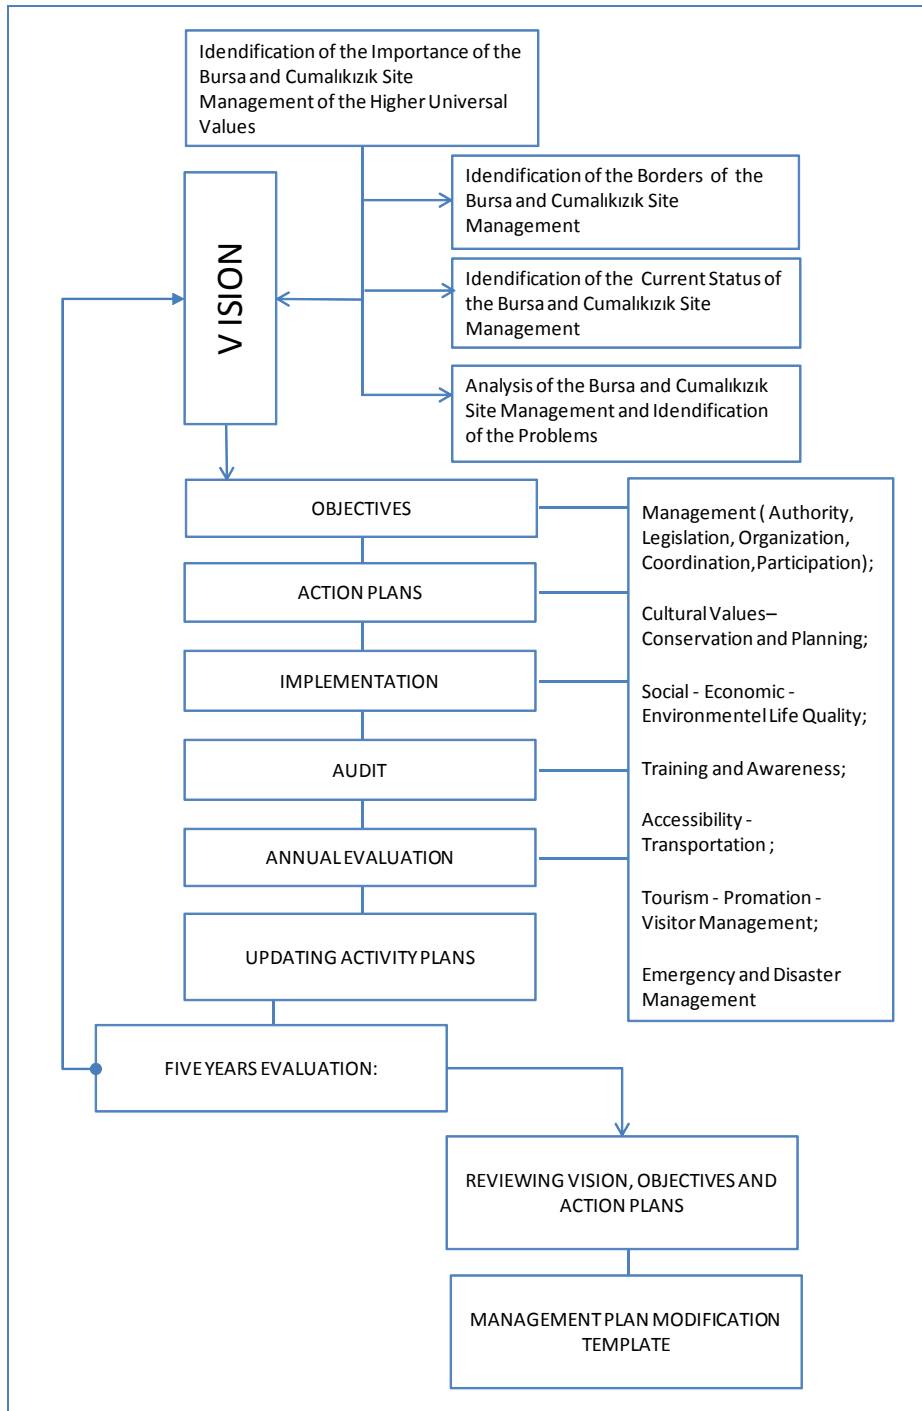 Idendification of the Importance of the
Bursa and Cumalıkızık Site
Management of the Higher Universal
Values
Idendification of the Borders of the
Bursa and Cumalıkızık Site
Management
V ISION
Idendification of the Current Status of
the Bursa and Cumalıkızık Site
Management
Analysis of the Bursa and Cumalıkızık
Site Management and Idendification
of the Problems
OBJECTIVES
ACTION PLANS
IMPLEMENTATION
AUDIT
ANNUAL EVALUATION
UPDATING ACTIVITY PLANS
Management ( Authority,
Legislation, Organization,
Coordination,Participation);
Cultural Values–
Conservation and Planning;
Social - Economic -
Environmentel Life Quality;
Training and Awareness;
Accessibility -
Transportation ;
Tourism - Promation -
Visitor Management;
Emergency and Disaster
Management
FIVE YEARS EVALUATION:
REVIEWING VISION, OBJECTIVES AND
ACTION PLANS
MANAGEMENT PLAN MODIFICATION
TEMPLATE